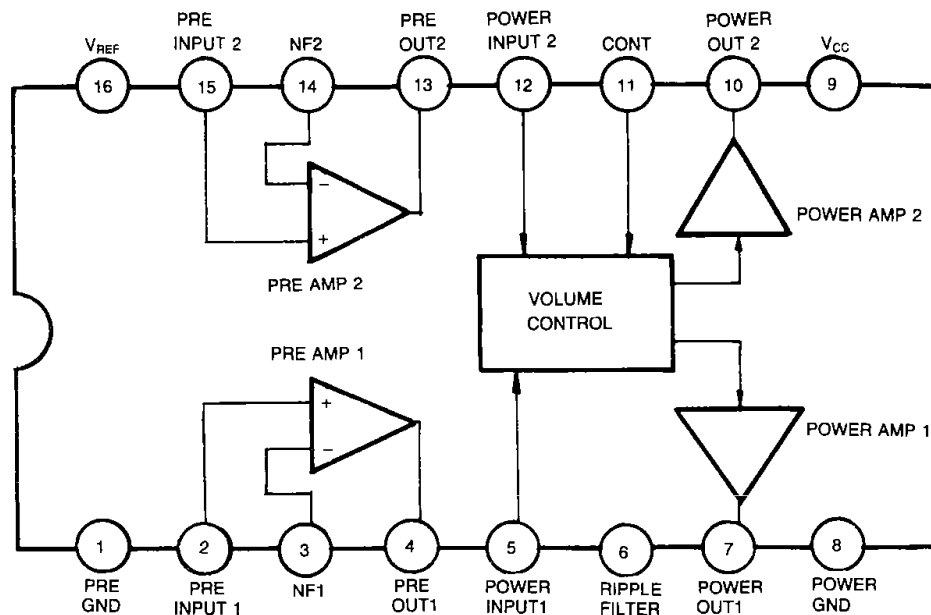 V_REF
PRE
INPUT 2
NF2
PRE
OUT2
POWER
INPUT 2
CONT
POWER
OUT 2
V_CC
16
15
14
13
12
11
10
9
−
+
PRE AMP 2
POWER AMP 2
VOLUME
CONTROL
PRE AMP 1
+
−
POWER AMP 1
1
2
3
4
5
6
7
8
PRE
GND
PRE
INPUT 1
NF1
PRE
OUT1
POWER
INPUT1
RIPPLE
FILTER
POWER
OUT1
POWER
GND